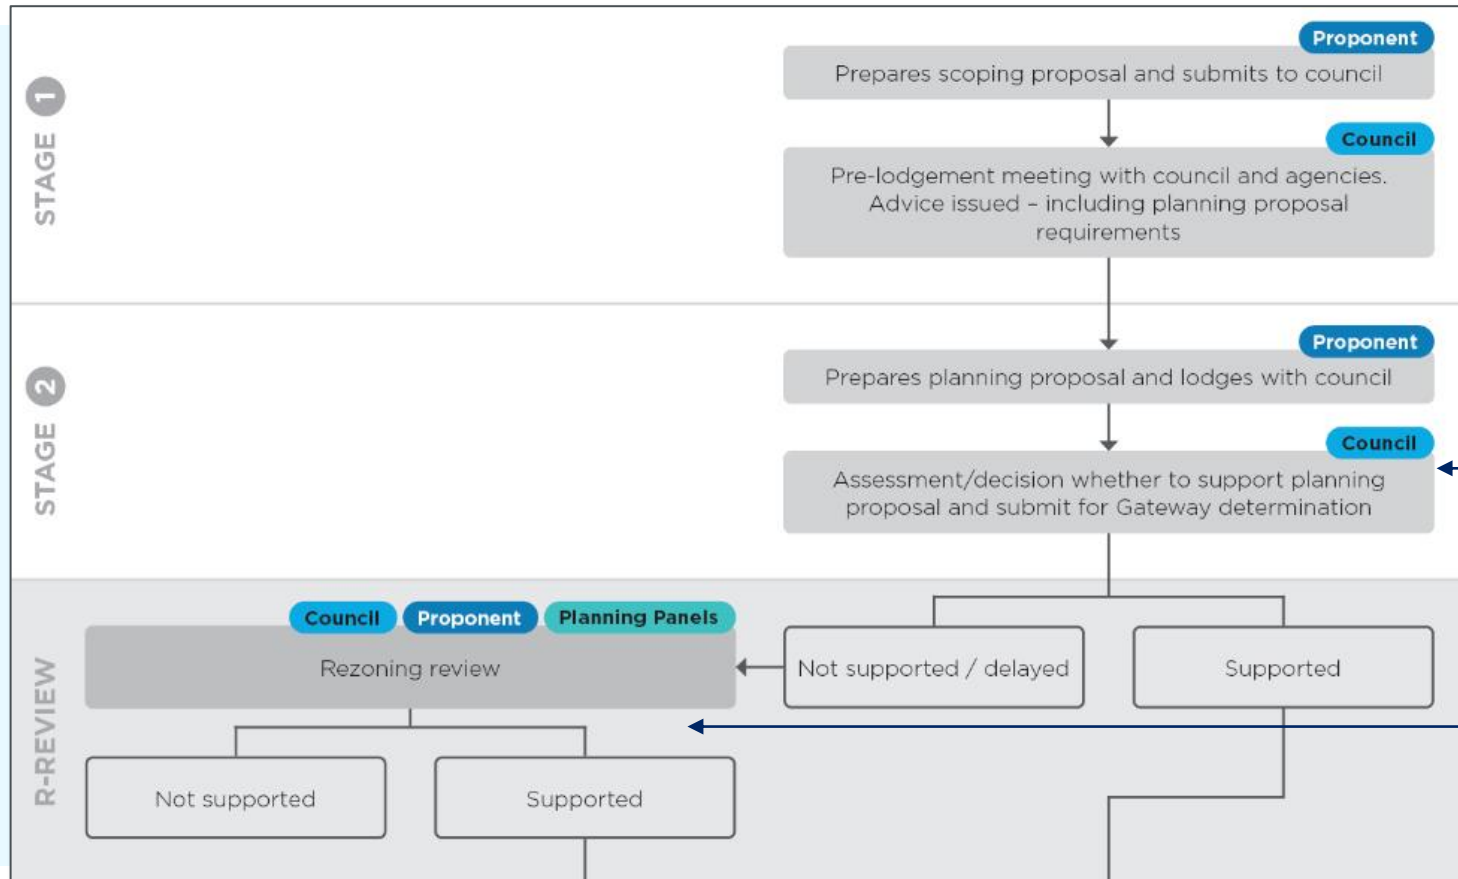 STAGE 1
Proponent
Prepares scoping proposal and submits to council
Council
Pre-lodgement meeting with council and agencies.
Advice issued – including planning proposal
requirements
STAGE 2
Proponent
Prepares planning proposal and lodges with council
Council
Assessment/decision whether to support planning
proposal and submit for Gateway determination
R-REVIEW
Council Proponent Planning Panels
Rezoning review
Not supported / delayed
Supported
Not supported
Supported